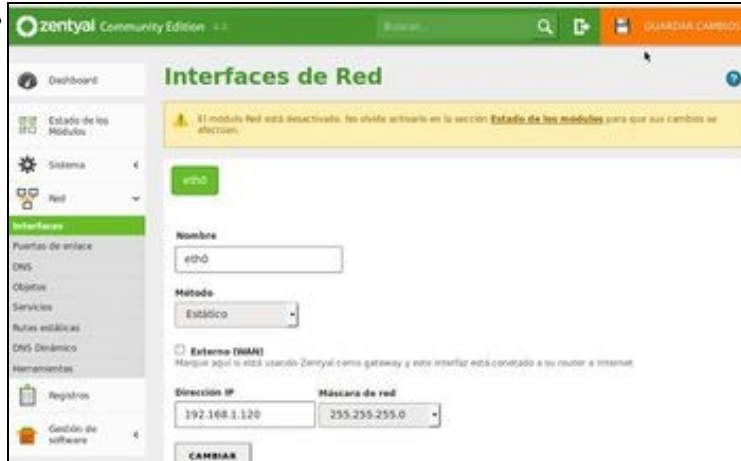 zentyal Community Edition 4.0
Buscar...
GUARDAR CAMBIOS
Dashboard
Estado de los Módulos
Sistema
Red
Interfaces
Puertas de enlace
DNS
Objetos
Servicios
Rutas estáticas
DNS Dinámico
Herramientas
Registros
Gestión de software
Interfaces de Red
El módulo Red está desactivado. No olvide activarlo en la sección Estado de los módulos para que sus cambios se
efectúen.
eth0
Nombre
eth0
Método
Estático
Externo (WAN)
Marque aquí si está usando Zentyal como gateway y este interfaz está conectado a su router a Internet
Dirección IP
Máscara de red
192.168.1.120
255.255.255.0
CAMBIAR